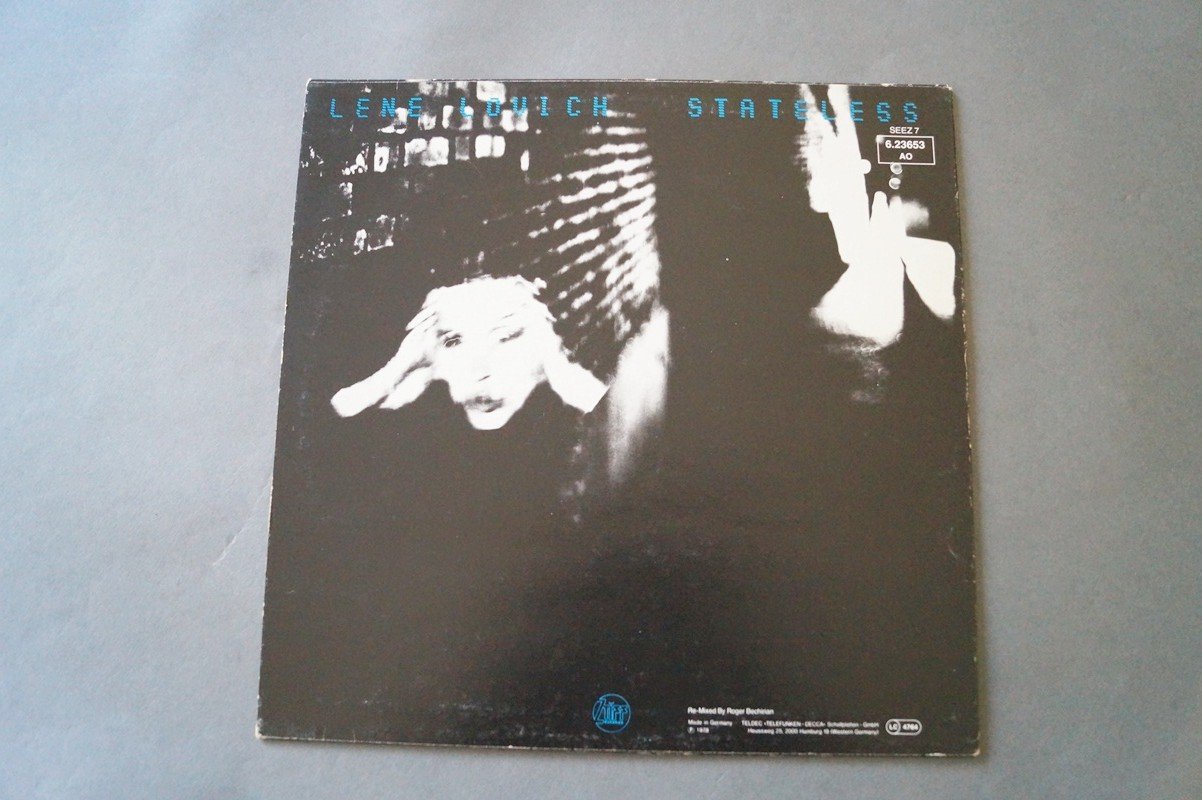 LENE LOVICH STATELESS
SEEZ 7
6.23653
AO
Re-Mixed By Roger Bechirian
Made in Germany TELDEC »TELEFUNKEN-DECCA« Schallplatten-GmbH
Ⓟ 1978 Heussweg 25, 2000 Hamburg 19 (Western Germany)
LC 4764